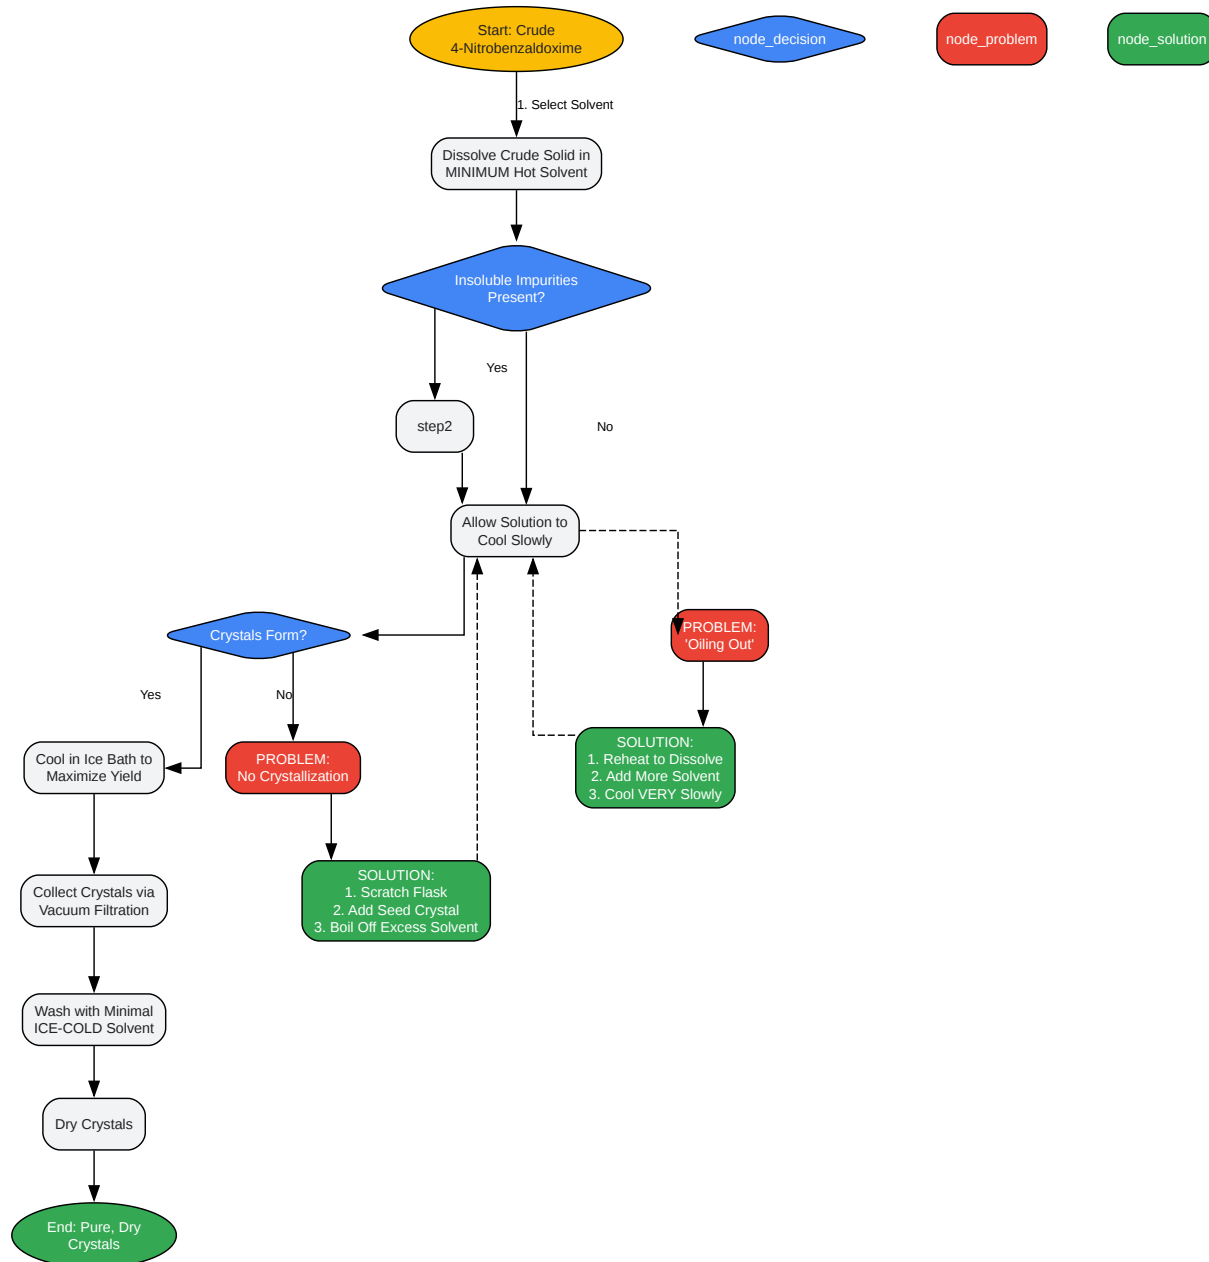 Start: Crude
4-Nitrobenzaldoxime
node_decision
node_problem
node_solution
1. Select Solvent
Dissolve Crude Solid in
MINIMUM Hot Solvent
Insoluble Impurities
Present?
Yes
step2
No
Allow Solution to
Cool Slowly
Crystals Form?
PROBLEM:
'Oiling Out'
Yes
No
SOLUTION:
1. Reheat to Dissolve
2. Add More Solvent
3. Cool VERY Slowly
Cool in Ice Bath to
Maximize Yield
PROBLEM:
No Crystallization
SOLUTION:
1. Scratch Flask
2. Add Seed Crystal
3. Boil Off Excess Solvent
Collect Crystals via
Vacuum Filtration
Wash with Minimal
ICE-COLD Solvent
Dry Crystals
End: Pure, Dry
Crystals